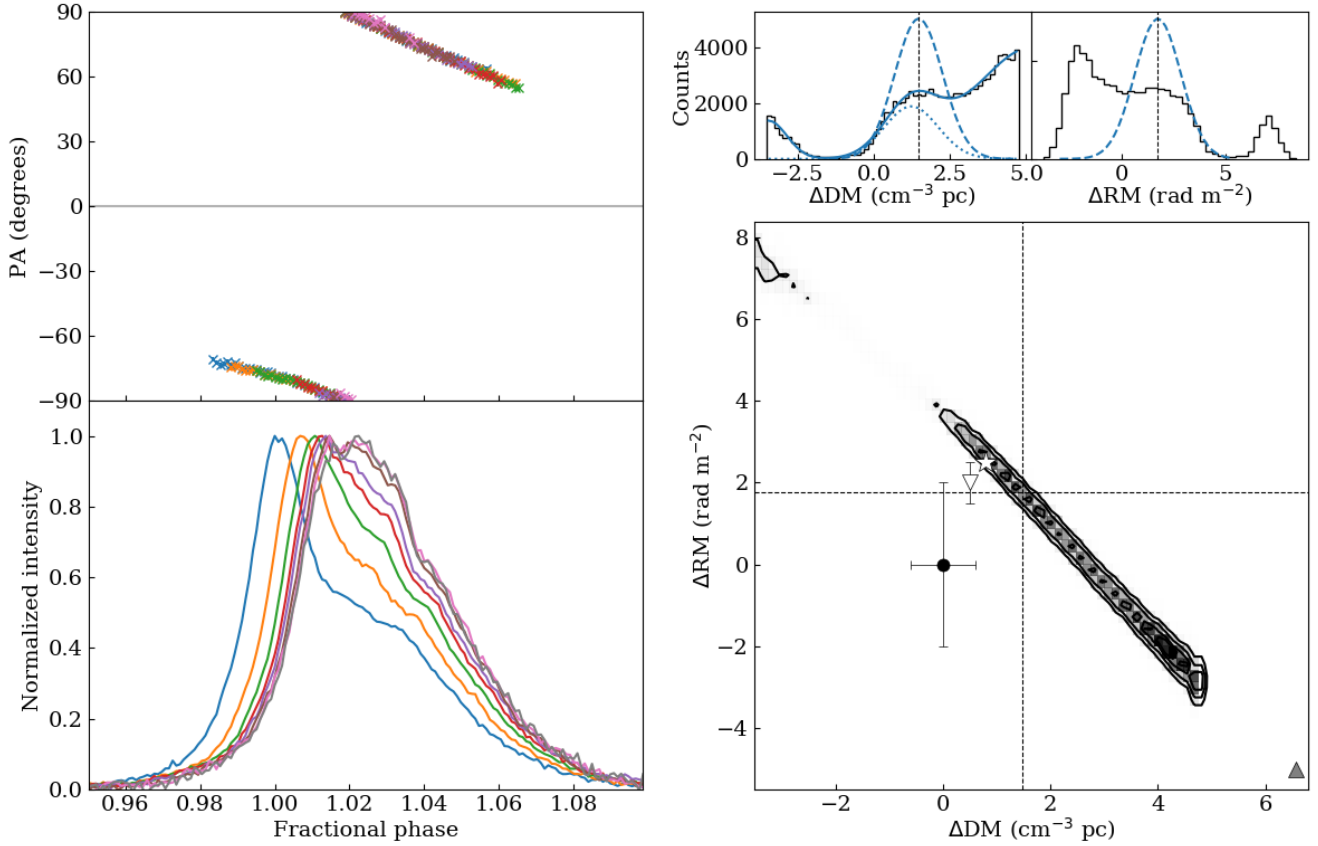 90
60
30
0
−30
−60
−90
PA (degrees)
1.0
0.8
0.6
0.4
0.2
0.0
Normalized intensity
0.96 0.98 1.00 1.02 1.04 1.06 1.08
Fractional phase
4000
2000
0
Counts
−2.5 0.0 2.5 5.0
ΔDM (cm⁻³ pc)
0 5
ΔRM (rad m⁻²)
8
6
4
2
0
−2
−4
ΔRM (rad m⁻²)
−2 0 2 4 6
ΔDM (cm⁻³ pc)